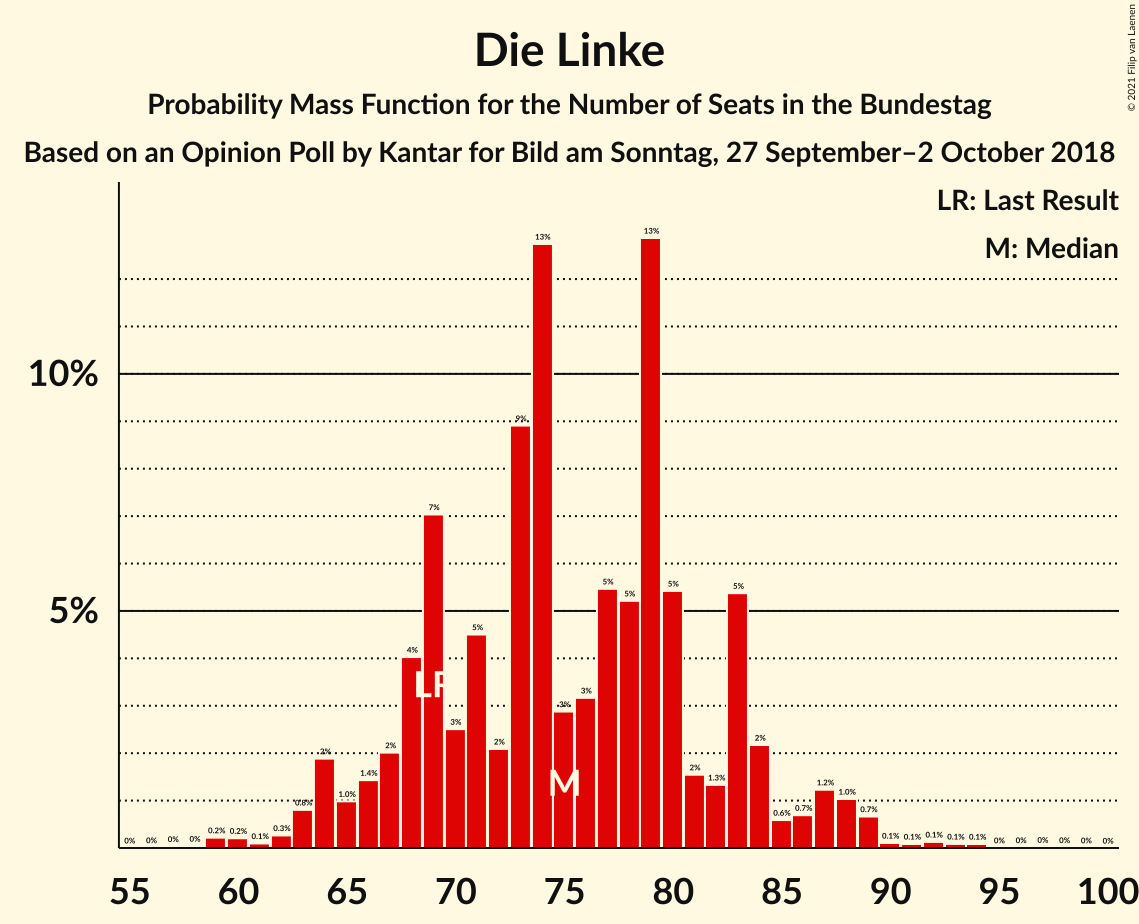 © 2021 Filip van Laenen
Die Linke
Probability Mass Function for the Number of Seats in the Bundestag
Based on an Opinion Poll by Kantar for Bild am Sonntag, 27 September–2 October 2018
LR: Last Result
M: Median
10%
5%
0% 0% 0% 0% 0.2% 0.2% 0.1% 0.3% 0.8% 2% 1.0% 1.4% 2% 4% 7% 3% 5% 2% 9% 13% 3% 3% 5% 5% 13% 5% 2% 1.3% 5% 2% 0.6% 0.7% 1.2% 1.0% 0.7% 0.1% 0.1% 0.1% 0.1% 0.1% 0% 0% 0% 0% 0% 0%
LR
M
55 60 65 70 75 80 85 90 95 100